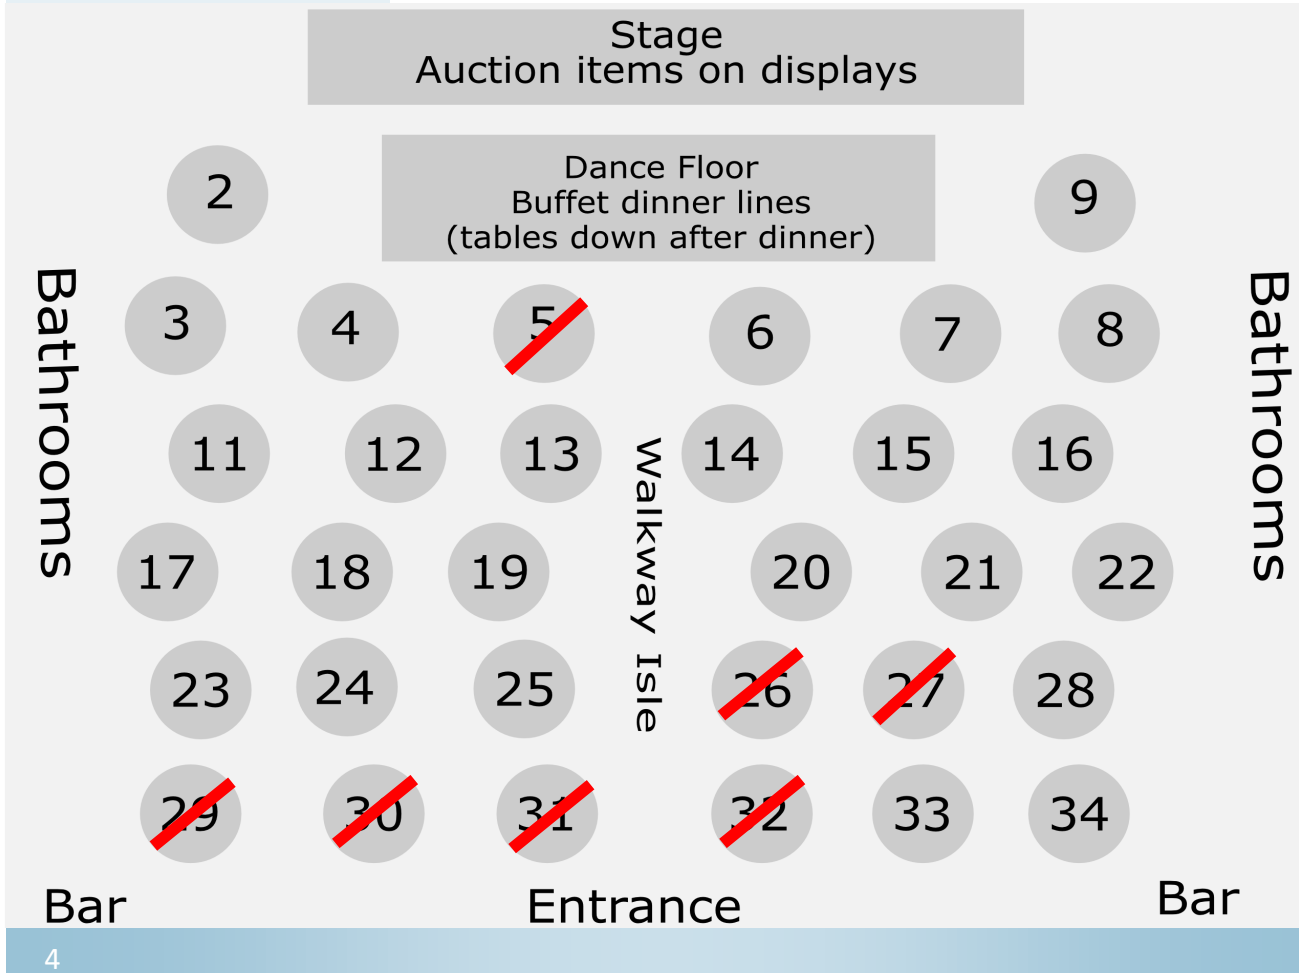 Stage
Auction items on displays
Dance Floor
Buffet dinner lines
(tables down after dinner)
2
9
Bathrooms
Bathrooms
3 4 5 6 7 8
11 12 13 14 15 16
Walkway Isle
17 18 19 20 21 22
23 24 25 26 27 28
29 30 31 32 33 34
Bar Entrance Bar
4